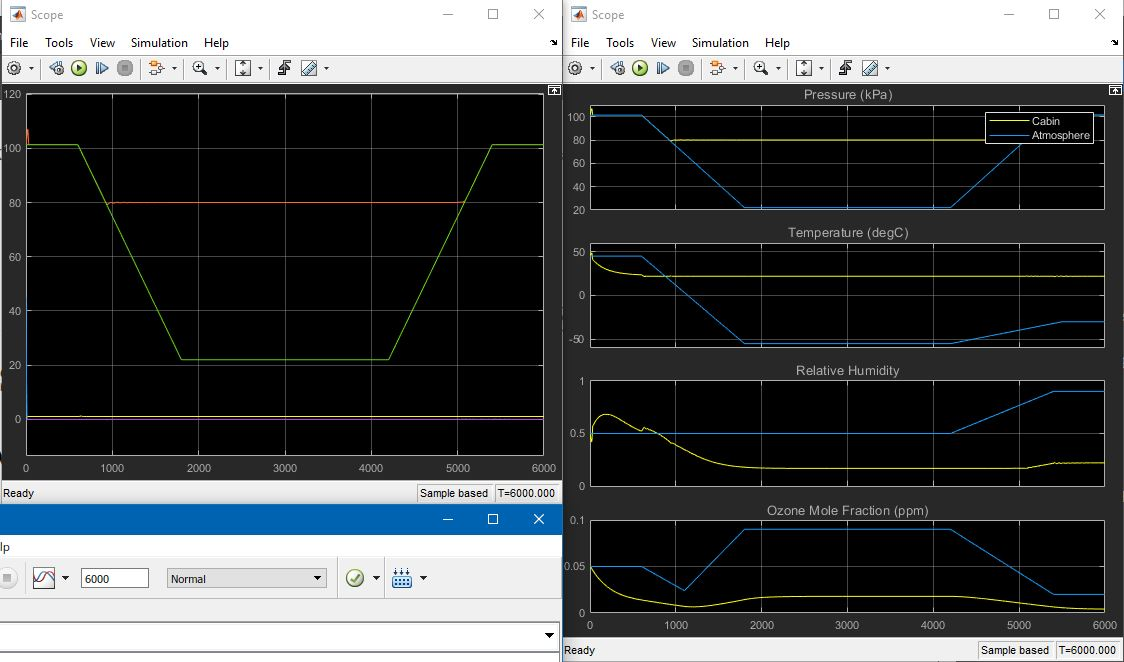 Scope
File Tools View Simulation Help
120
100
80
60
40
20
0
0 1000 2000 3000 4000 5000 6000
Ready Sample based T=6000.000
lp
6000 Normal
Scope
File Tools View Simulation Help
Pressure (kPa)
100
80
60
40
20
Cabin
Atmosphere
Temperature (degC)
50
0
-50
Relative Humidity
1
0.5
0
Ozone Mole Fraction (ppm)
0.1
0.05
0
0 1000 2000 3000 4000 5000 6000
Ready Sample based T=6000.000